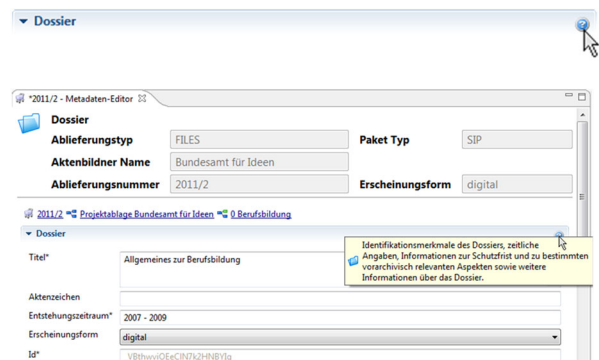 Dossier
*2011/2 - Metadaten-Editor
Dossier
Ablieferungstyp FILES Paket Typ SIP
Aktenbildner Name Bundesamt für Ideen
Ablieferungsnummer 2011/2 Erscheinungsform digital
2011/2 Projektablage Bundesamt für Ideen 0 Berufsbildung
Dossier
Identifikationsmerkmale des Dossiers, zeitliche
Angaben, Informationen zur Schutzfrist und zu bestimmten
vorarchivisch relevanten Aspekten sowie weitere
Informationen über das Dossier.
Titel* Allgemeines zur Berufsbildung
Aktenzeichen
Entstehungszeitraum* 2007 - 2009
Erscheinungsform digital
Id*